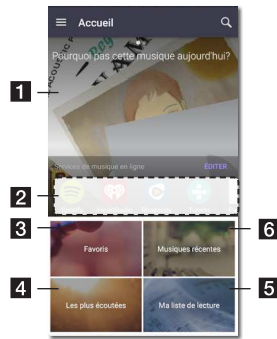 Accueil
Pourquoi pas cette musique aujourd'hui?
1
Services de musique en ligne
ÉDITER
2
3
6
Favoris
Musiques récentes
4
5
Les plus écoutées
Ma liste de lecture